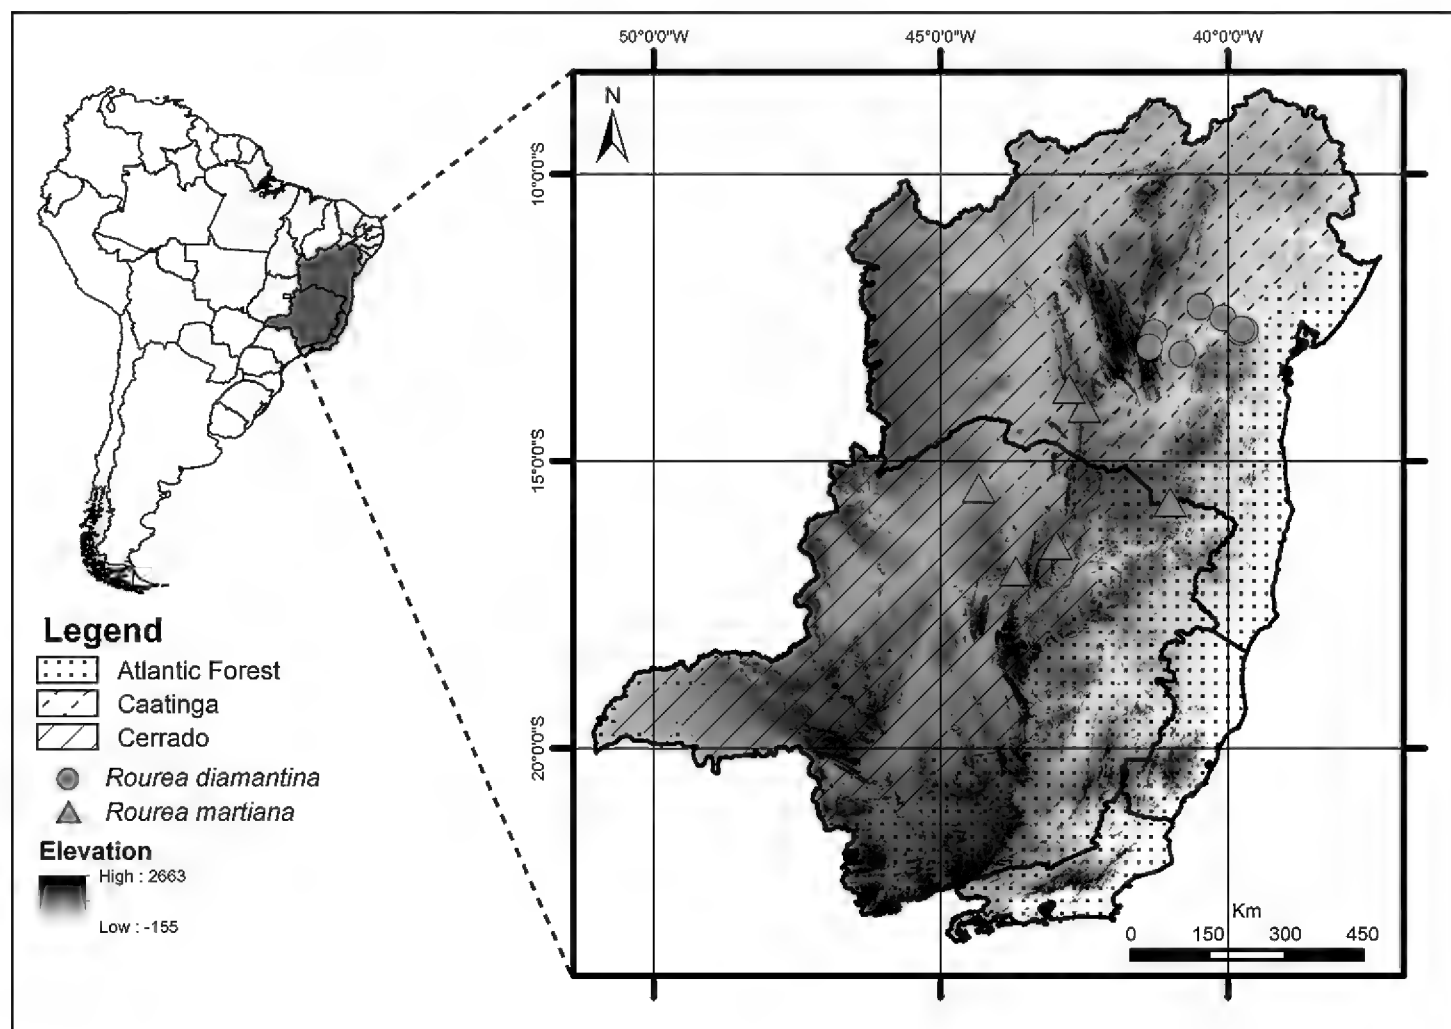 50°0'0"W 45°0'0"W 40°0'0"W
N
10°0'0"S
15°0'0"S
20°0'0"S
Legend
Atlantic Forest
Caatinga
Cerrado
Rourea diamantina
Rourea martiana
Elevation
High : 2663
Low : -155
Km
0 150 300 450